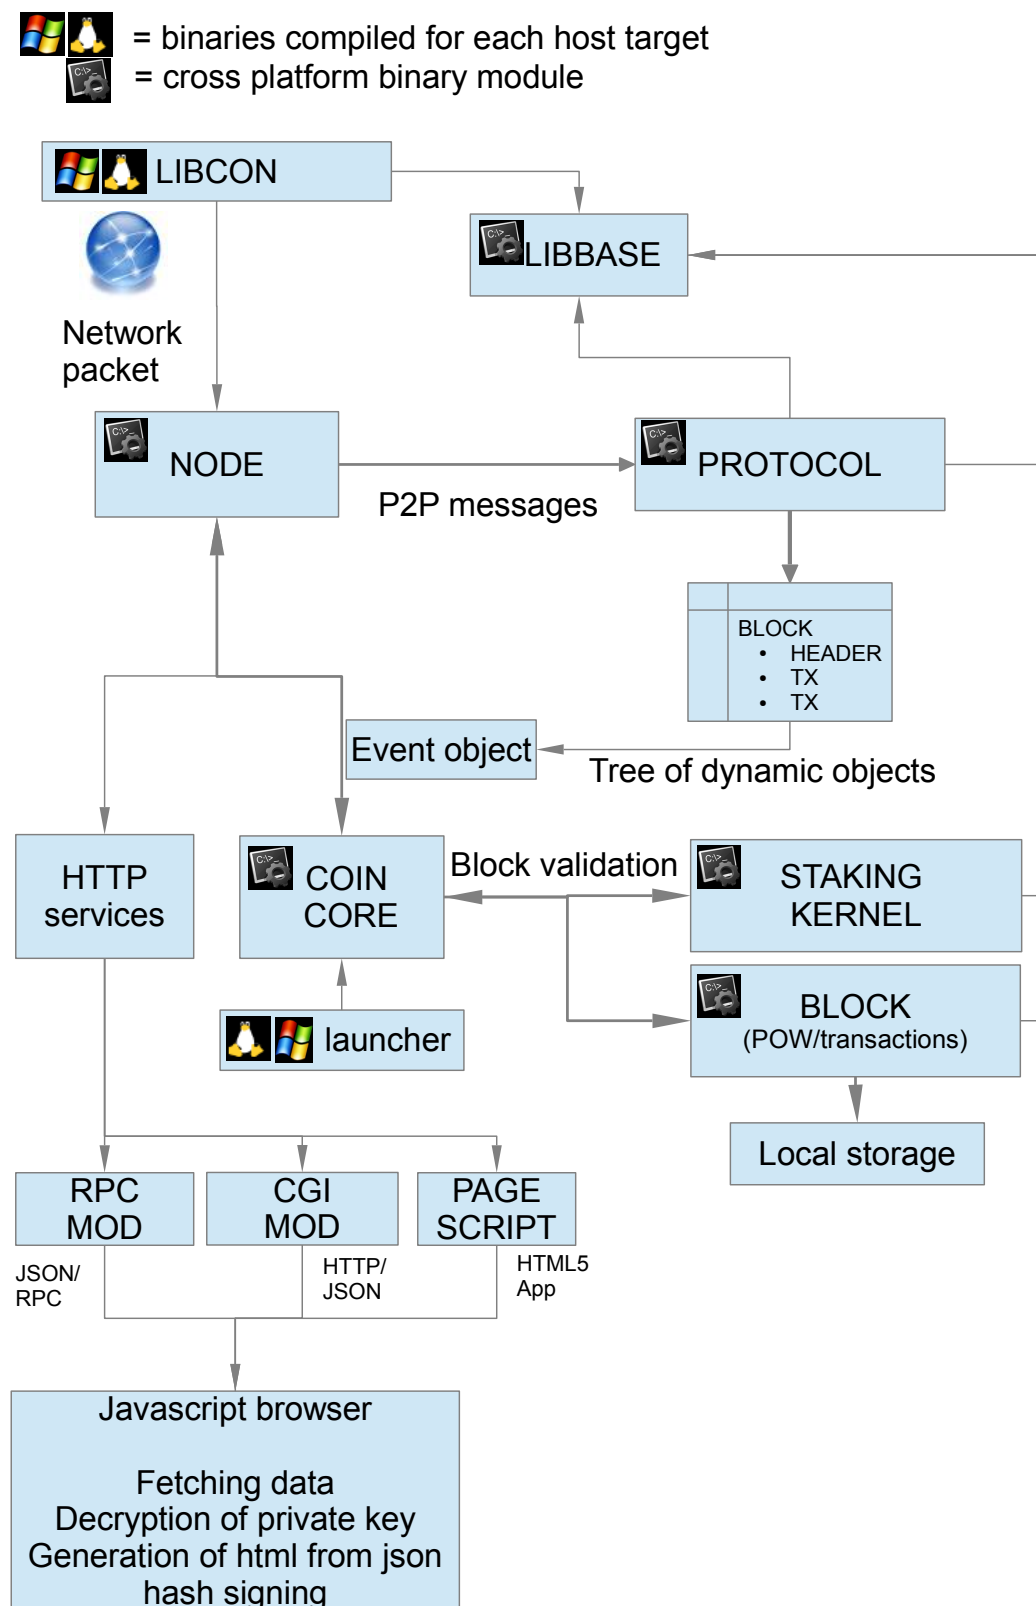 = binaries compiled for each host target
= cross platform binary module
LIBCON
LIBBASE
Network
packet
NODE
PROTOCOL
P2P messages
BLOCK
• HEADER
• TX
• TX
Event object
Tree of dynamic objects
HTTP
services
COIN
CORE
Block validation
STAKING
KERNEL
BLOCK
(POW/transactions)
launcher
Local storage
RPC
MOD
CGI
MOD
PAGE
SCRIPT
JSON/
RPC
HTTP/
JSON
HTML5
App
Javascript browser
Fetching data
Decryption of private key
Generation of html from json
hash signing